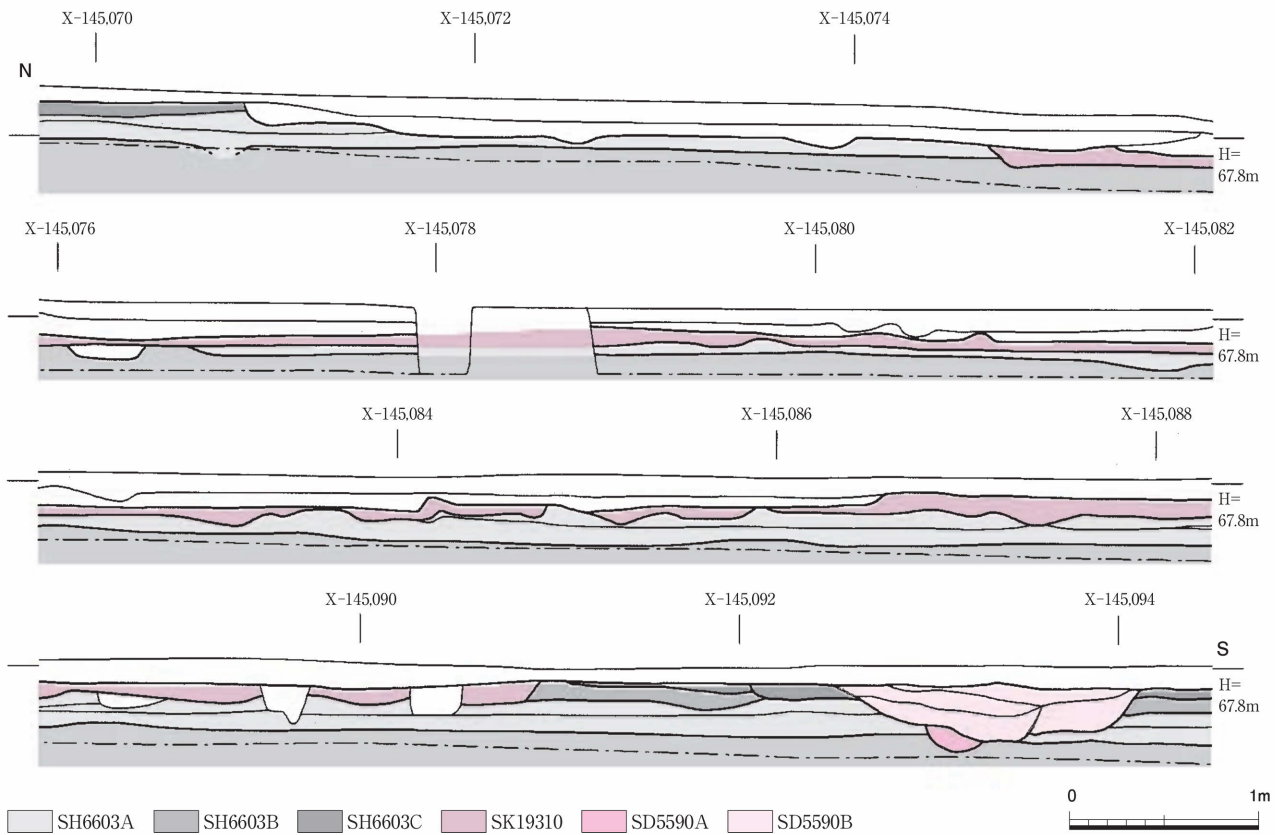 X-145,070 X-145,072 X-145,074
N
H=
67.8m
X-145,076 X-145,078 X-145,080 X-145,082
H=
67.8m
X-145,084 X-145,086 X-145,088
H=
67.8m
X-145,090 X-145,092 X-145,094
S
H=
67.8m
0 1m
SH6603A SH6603B SH6603C SK19310 SD5590A SD5590B